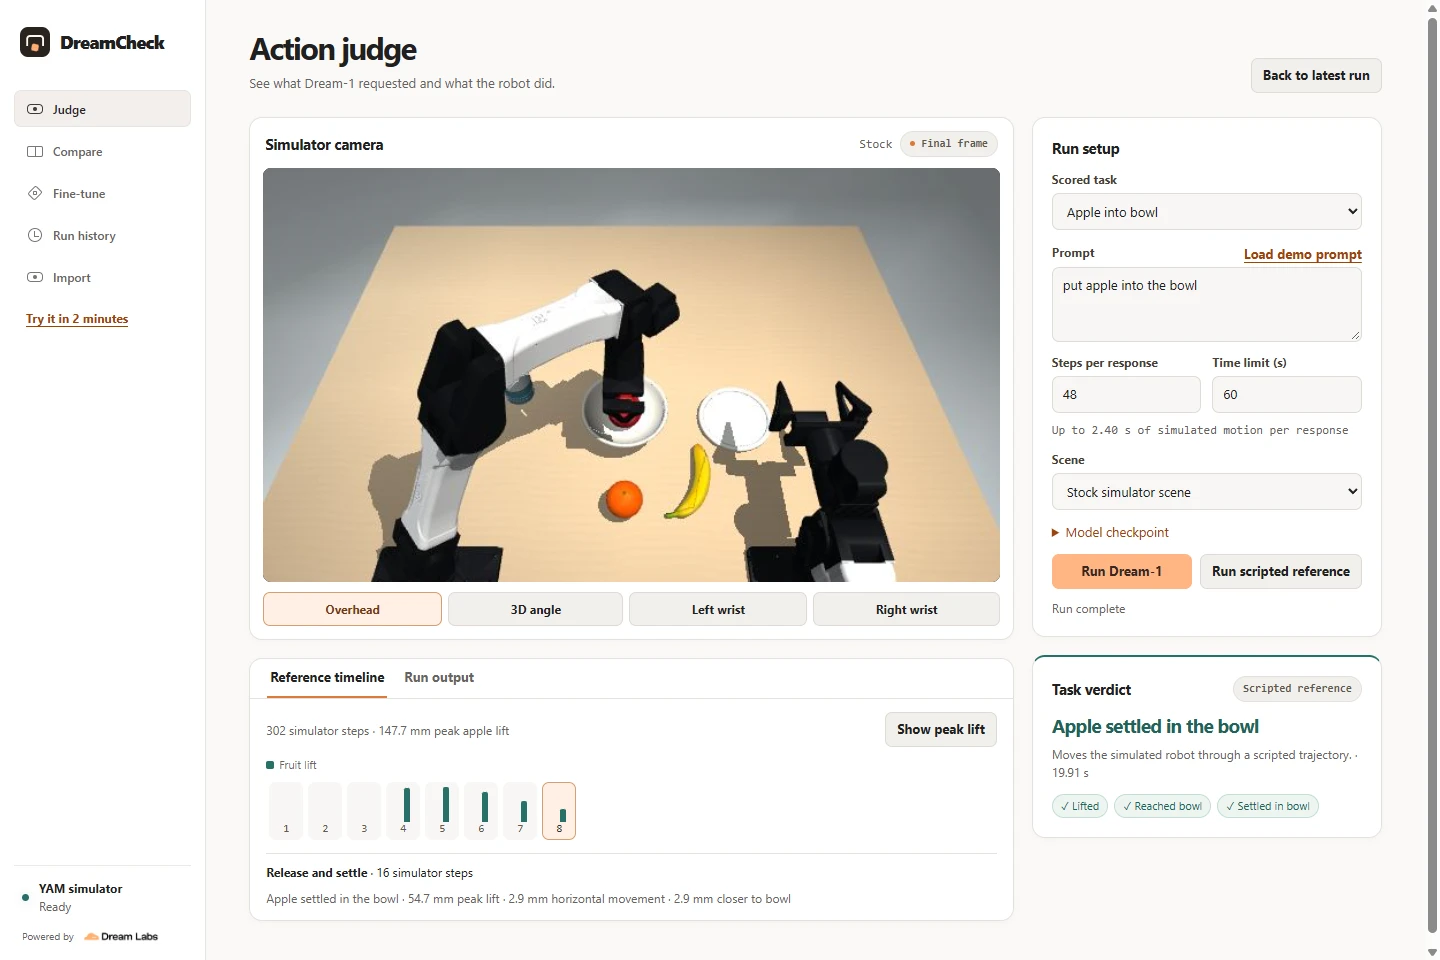 DreamCheck
Judge
Compare
Fine-tune
Run history
Import
Try it in 2 minutes
YAM simulator
Ready
Powered by Dream Labs
Action judge
See what Dream-1 requested and what the robot did.
Back to latest run
Simulator camera
Stock
Final frame
Overhead
3D angle
Left wrist
Right wrist
Reference timeline
Run output
302 simulator steps · 147.7 mm peak apple lift
Show peak lift
Fruit lift
1
2
3
4
5
6
7
8
Release and settle · 16 simulator steps
Apple settled in the bowl · 54.7 mm peak lift · 2.9 mm horizontal movement · 2.9 mm closer to bowl
Run setup
Scored task
Apple into bowl
Prompt
Load demo prompt
put apple into the bowl
Steps per response
Time limit (s)
48
60
Up to 2.40 s of simulated motion per response
Scene
Stock simulator scene
Model checkpoint
Run Dream-1
Run scripted reference
Run complete
Task verdict
Scripted reference
Apple settled in the bowl
Moves the simulated robot through a scripted trajectory. ·
19.91 s
✓ Lifted
✓ Reached bowl
✓ Settled in bowl